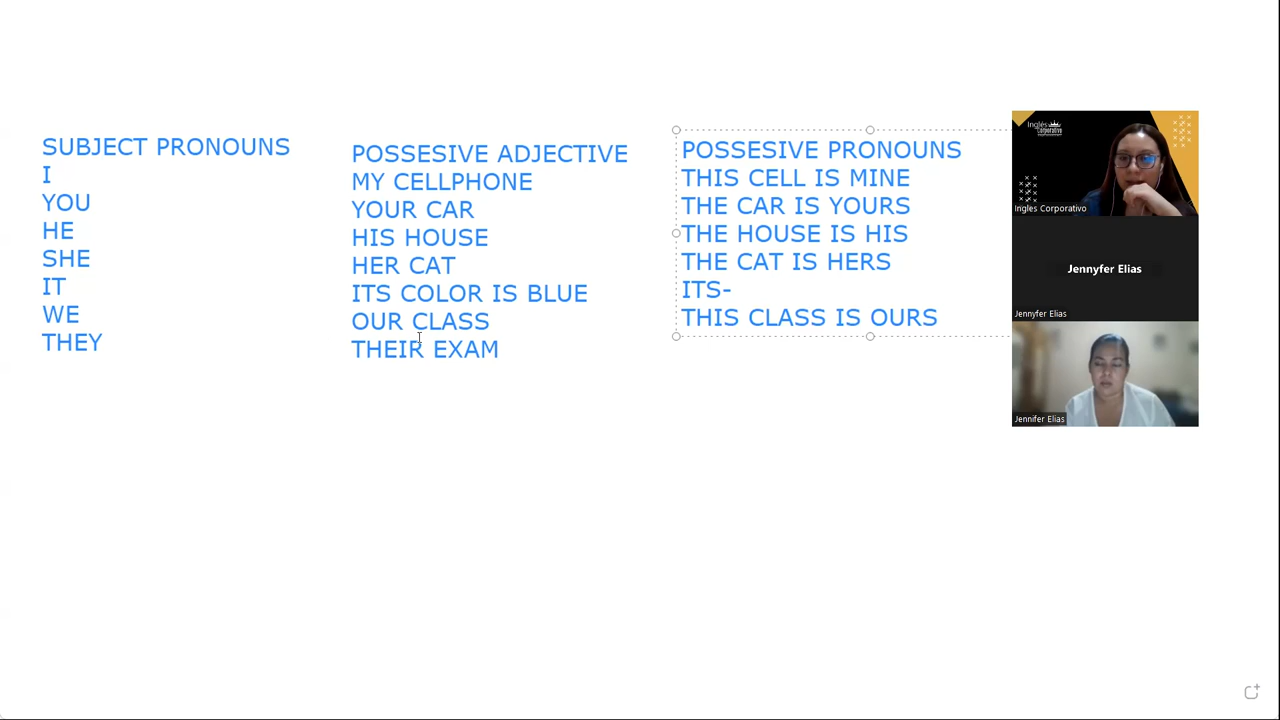 SUBJECT PRONOUNS
I
YOU
HE
SHE
IT
WE
THEY
POSSESIVE ADJECTIVE
MY CELLPHONE
YOUR CAR
HIS HOUSE
HER CAT
ITS COLOR IS BLUE
OUR CLASS
THEIR EXAM
POSSESIVE PRONOUNS
THIS CELL IS MINE
THE CAR IS YOURS
THE HOUSE IS HIS
THE CAT IS HERS
ITS-
THIS CLASS IS OURS
Inglés
Corporativo
Ingles Corporativo
Jennyfer Elias
Jennyfer Elias
Jennifer Elias